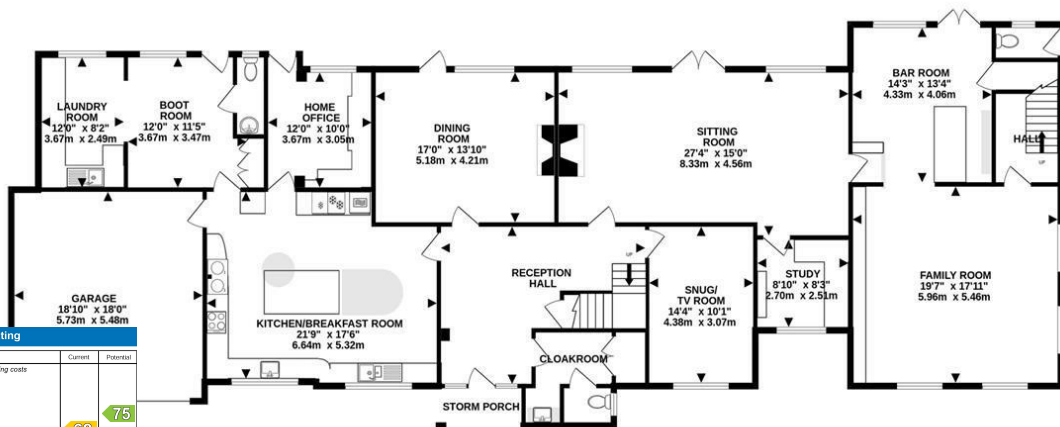 LAUNDRY
ROOM
12'0" x 8'2"
3.67m x 2.49m
BOOT
ROOM
12'0" x 11'5"
3.67m x 3.47m
HOME
OFFICE
12'0" x 10'0"
3.67m x 3.05m
DINING
ROOM
17'0" x 13'10"
5.18m x 4.21m
SITTING
ROOM
27'4" x 15'0"
8.33m x 4.56m
BAR ROOM
14'3" x 13'4"
4.33m x 4.06m
HALL
UP
GARAGE
18'10" x 18'0"
5.73m x 5.48m
KITCHEN/BREAKFAST ROOM
21'9" x 17'6"
6.64m x 5.32m
RECEPTION
HALL
UP
SNUG/
TV ROOM
14'4" x 10'1"
4.38m x 3.07m
STUDY
8'10" x 8'3"
2.70m x 2.51m
FAMILY ROOM
19'7" x 17'11"
5.96m x 5.46m
CLOAKROOM
STORM PORCH
ting
Current Potential
ng costs
75